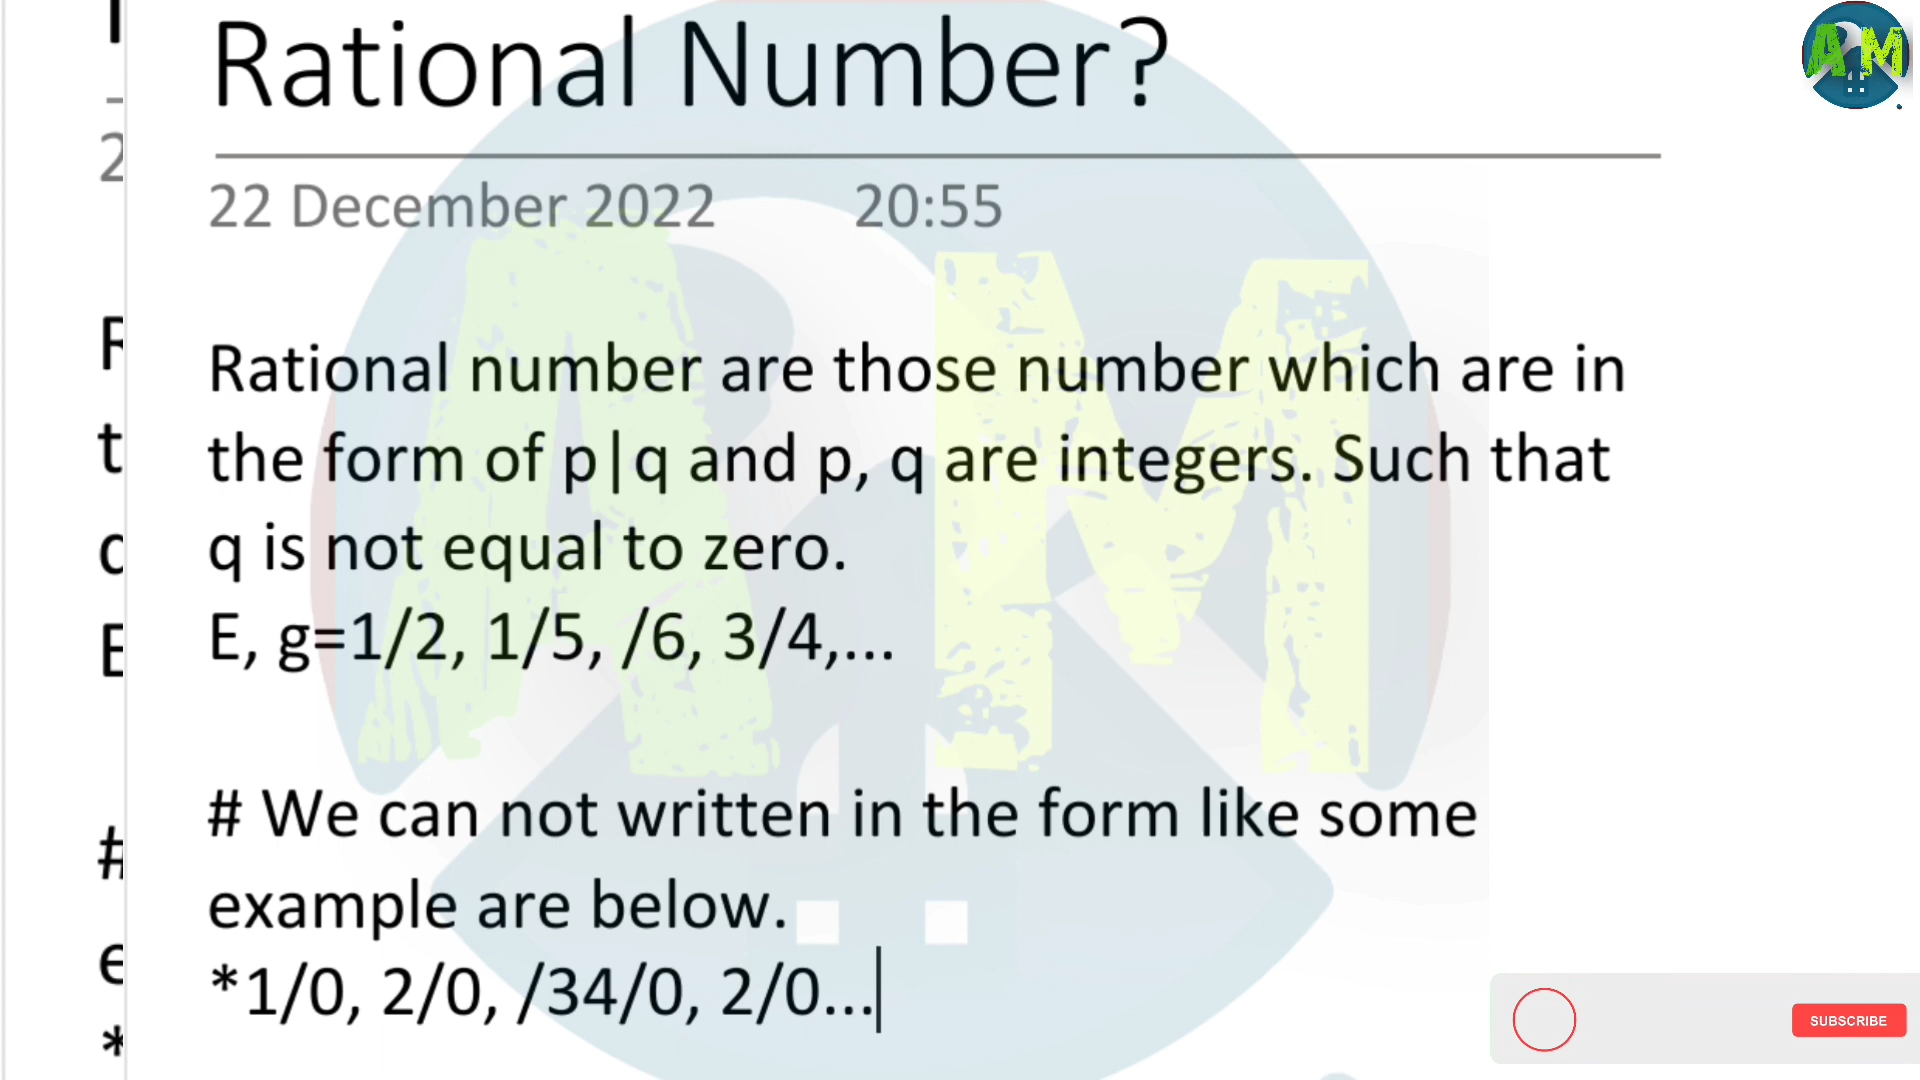 Rational Number?
22 December 2022 20:55
Rational number are those number which are in
the form of p|q and p, q are integers. Such that
q is not equal to zero.
E, g=1/2, 1/5, /6, 3/4,...
# We can not written in the form like some
example are below.
*1/0, 2/0, /34/0, 2/0...
AM
SUBSCRIBE